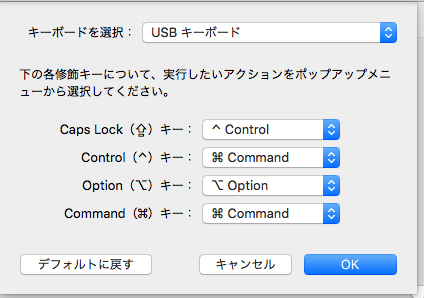 キーボードを選択： USB キーボード
下の各修飾キーについて、実行したいアクションをポップアップメニ
ューから選択してください。
Caps Lock（⇪）キー： ⌃ Control
Control（⌃）キー： ⌘ Command
Option（⌥）キー： ⌥ Option
Command（⌘）キー： ⌘ Command
デフォルトに戻す キャンセル OK